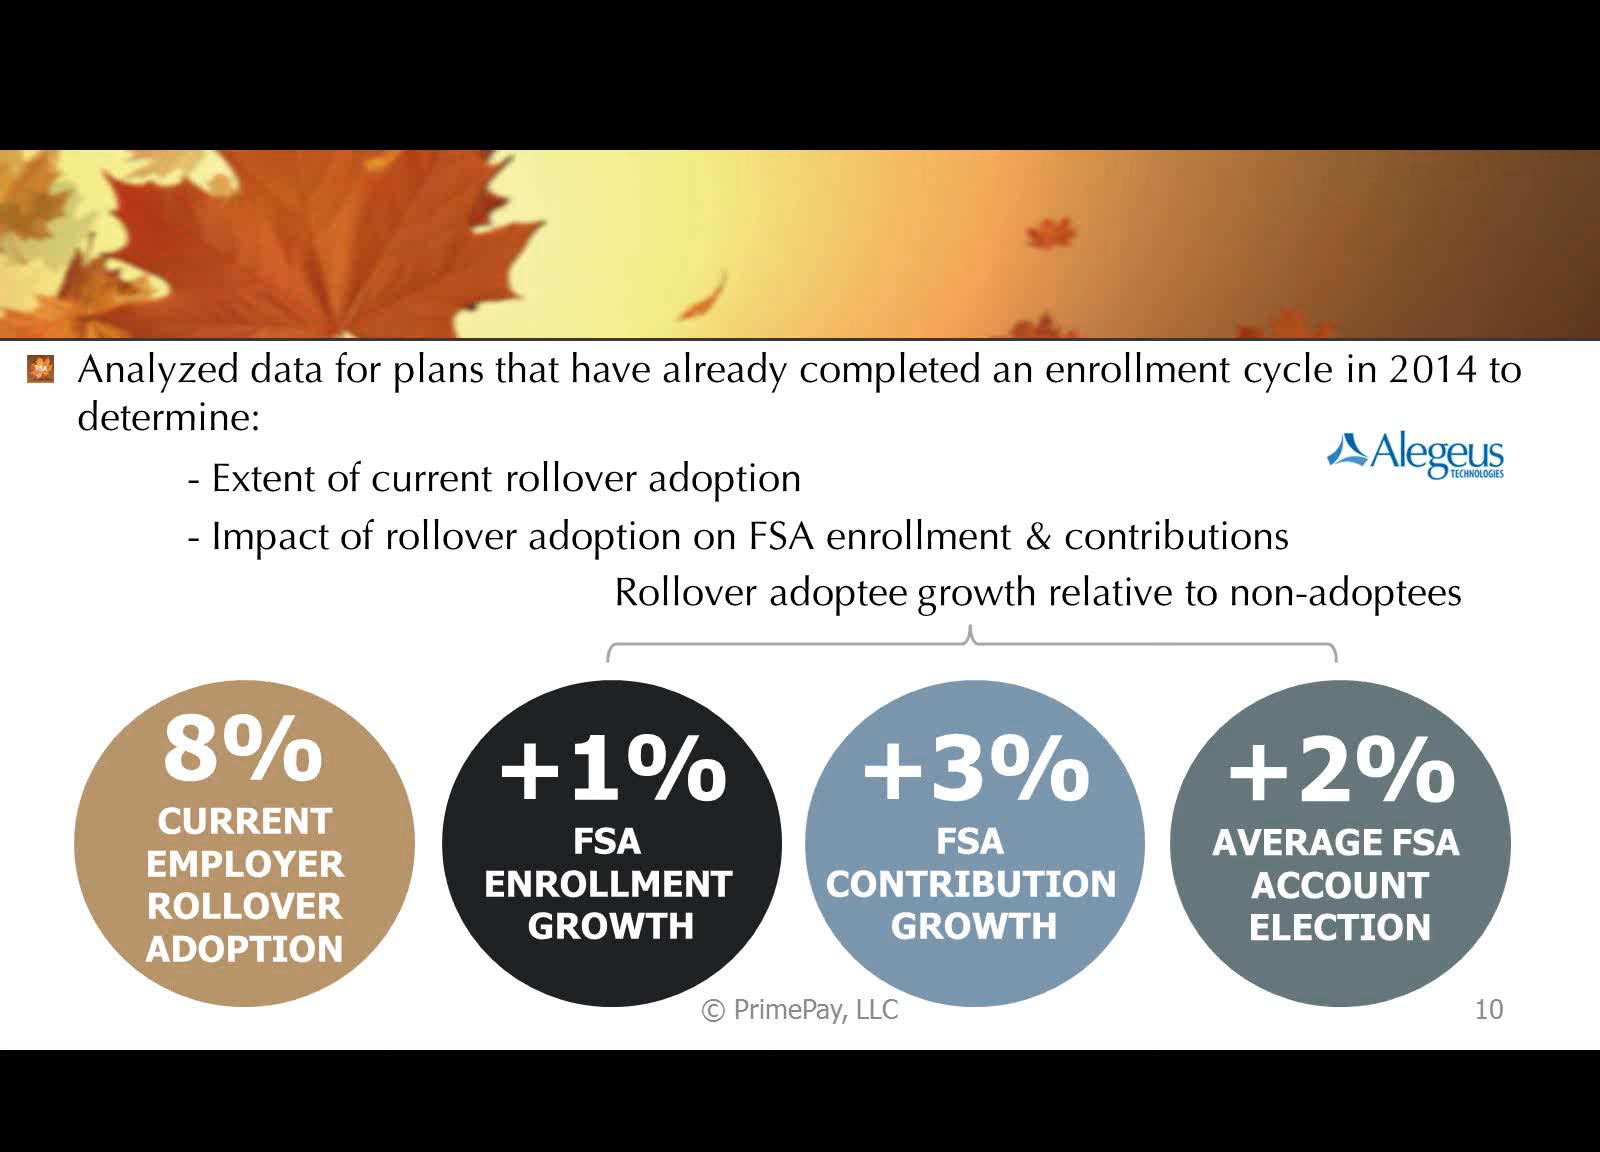 Analyzed data for plans that have already completed an enrollment cycle in 2014 to
determine:
Alegeus
TECHNOLOGIES
- Extent of current rollover adoption
- Impact of rollover adoption on FSA enrollment & contributions
Rollover adoptee growth relative to non-adoptees
8%
CURRENT
EMPLOYER
ROLLOVER
ADOPTION
+1%
FSA
ENROLLMENT
GROWTH
+3%
FSA
CONTRIBUTION
GROWTH
+2%
AVERAGE FSA
ACCOUNT
ELECTION
© PrimePay, LLC
10